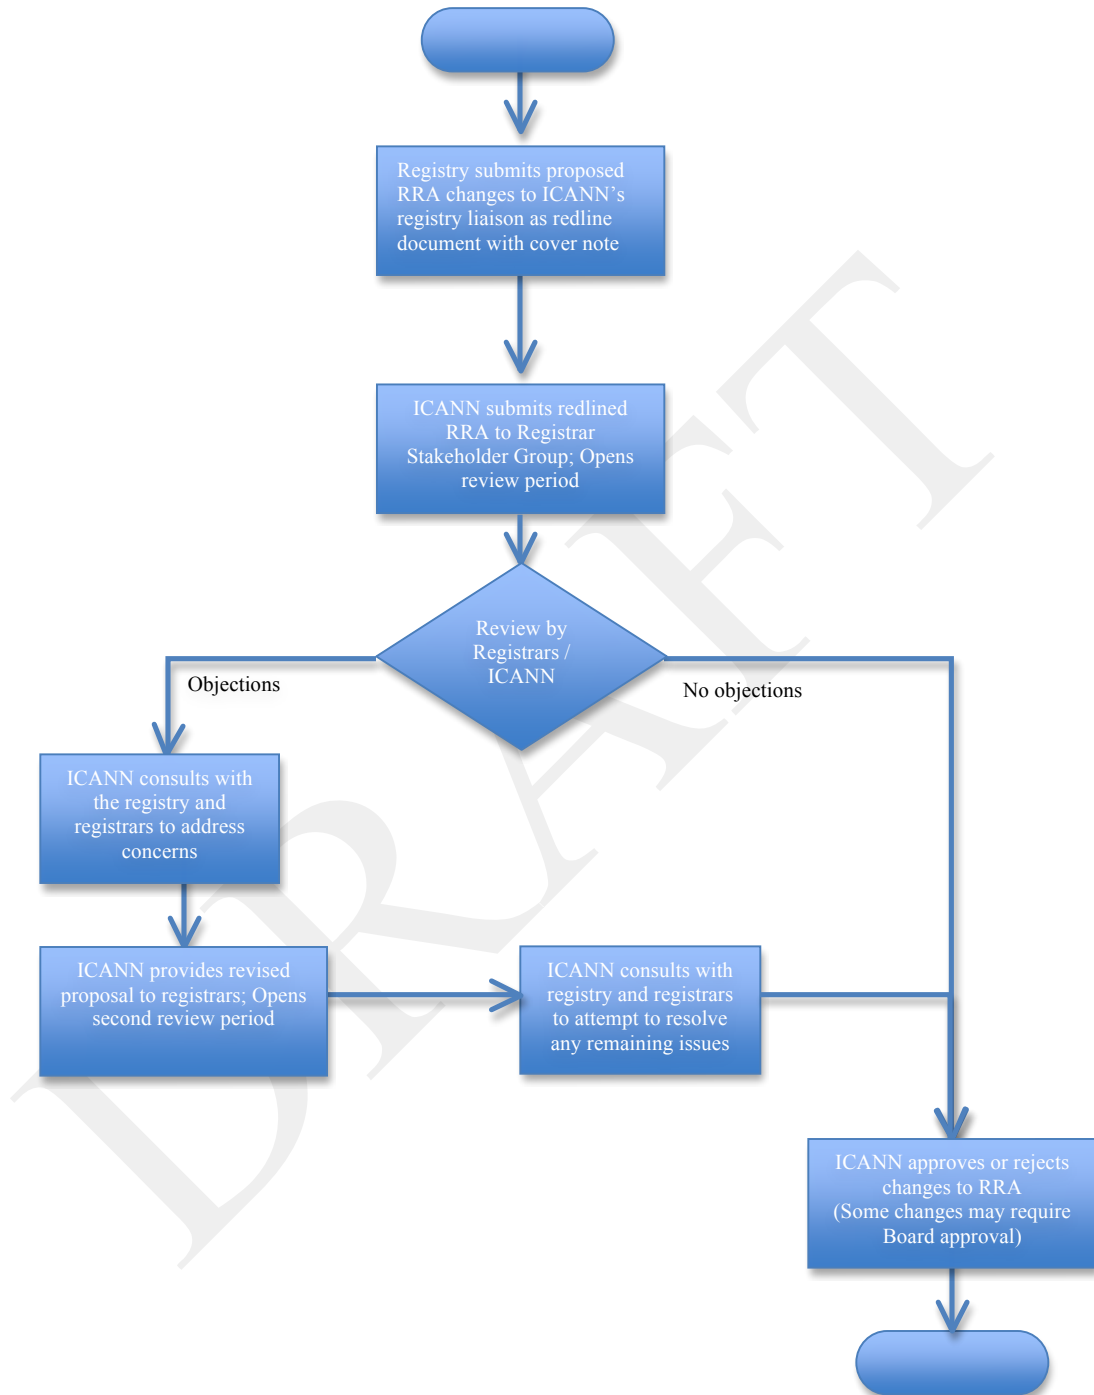 Registry submits proposed
RRA changes to ICANN’s
registry liaison as redline
document with cover note
ICANN submits redlined
RRA to Registrar
Stakeholder Group; Opens
review period
Review by
Registrars /
ICANN
Objections
No objections
ICANN consults with
the registry and
registrars to address
concerns
ICANN provides revised
proposal to registrars; Opens
second review period
ICANN consults with
registry and registrars
to attempt to resolve
any remaining issues
ICANN approves or rejects
changes to RRA
(Some changes may require
Board approval)
DRAFT